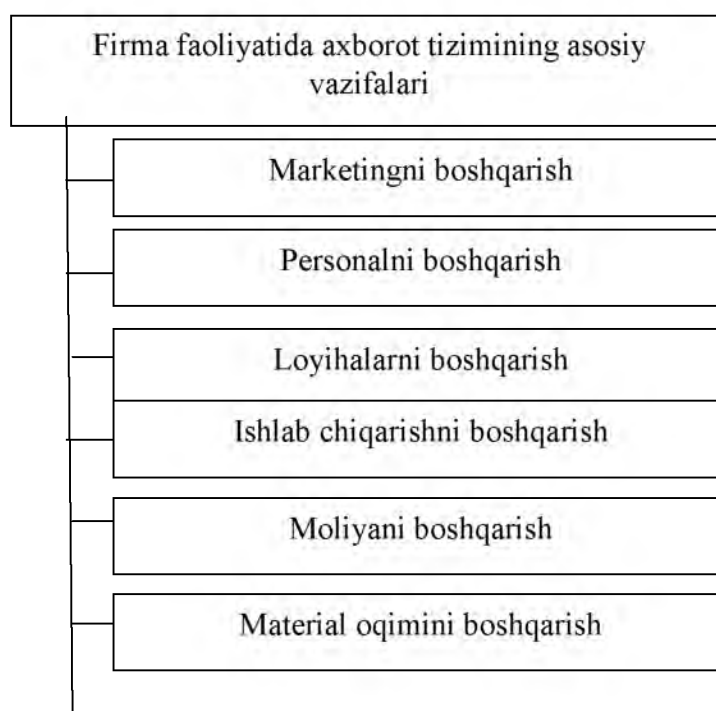 Firma faoliyatida axborot tizimining asosiy
vazifalari
Marketingni boshqarish
Personalni boshqarish
Loyihalarni boshqarish
Ishlab chiqarishni boshqarish
Moliyani boshqarish
Material oqimini boshqarish